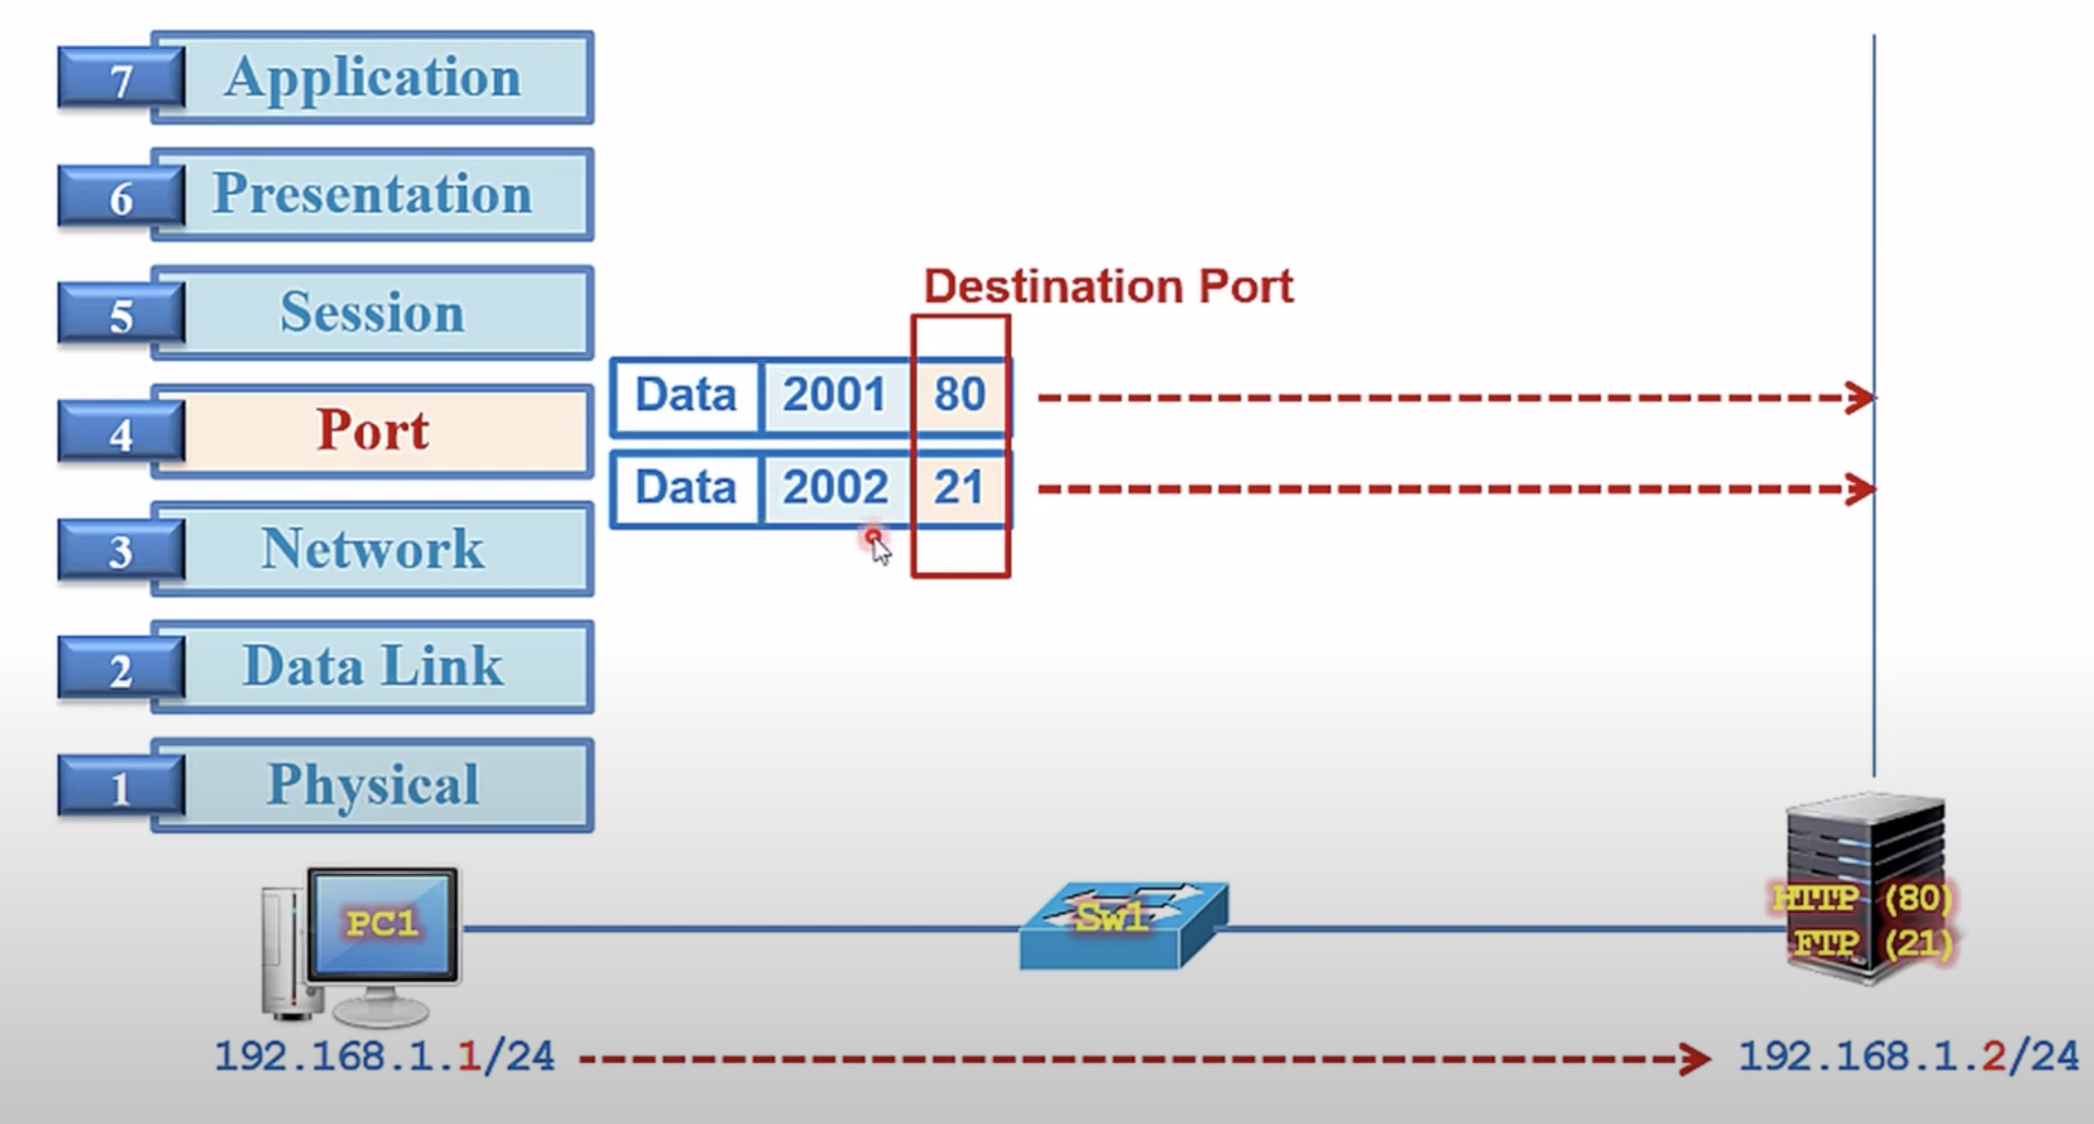 7 Application
6 Presentation
5 Session
4 Port
3 Network
2 Data Link
1 Physical
Destination Port
Data 2001 80
Data 2002 21
PC1
Sw1
HTTP (80)
FTP (21)
192.168.1.1/24
192.168.1.2/24